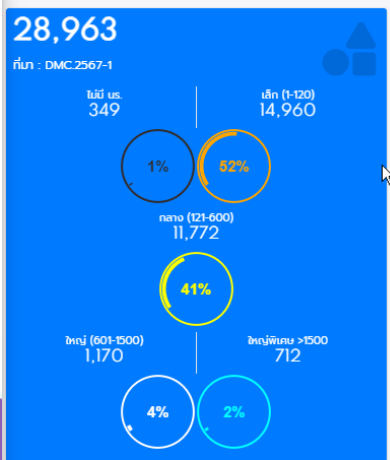 28,963
ที่มา : DMC.2567-1
ไม่มี นร.
349
เล็ก (1-120)
14,960
1%
52%
กลาง (121-600)
11,772
41%
ใหญ่ (601-1500)
1,170
ใหญ่พิเศษ >1500
712
4%
2%